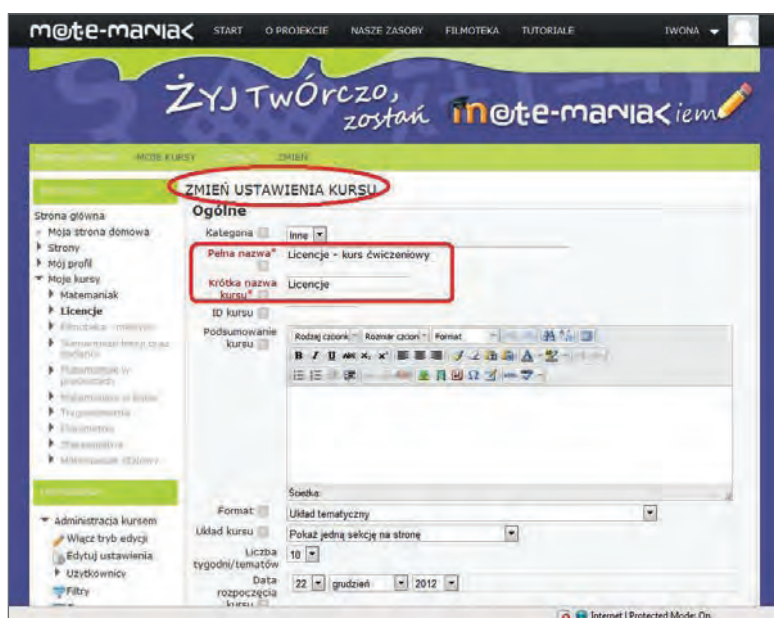 m@te-maniak START O PROJEKCIE NASZE ZASOBY FILMOTEKA TUTORIALE IWONA
Żyj twórczo,
zostań m@te-maniakiem
MOJE KURSY ZMIEŃ
ZMIEŃ USTAWIENIA KURSU
Strona główna
Moja strona domowa
Strony
Mój profil
Moje kursy
Matemaniak
Licencje
Administracja kursem
Włącz tryb edycji
Edytuj ustawienia
Użytkownicy
Filtry
Ogólne
Kategoria Inne
Pełna nazwa* Licencje - kurs ćwiczeniowy
Krótka nazwa kursu* Licencje
ID kursu
Podsumowanie kursu
Rodzaj czcionk Rozmiar czcion Format
Ścieżka:
Format Układ tematyczny
Układ kursu Pokaż jedną sekcję na stronę
Liczba tygodni/tematów 10
Data rozpoczęcia kursu 22 grudzień 2012
Internet | Protected Mode: On